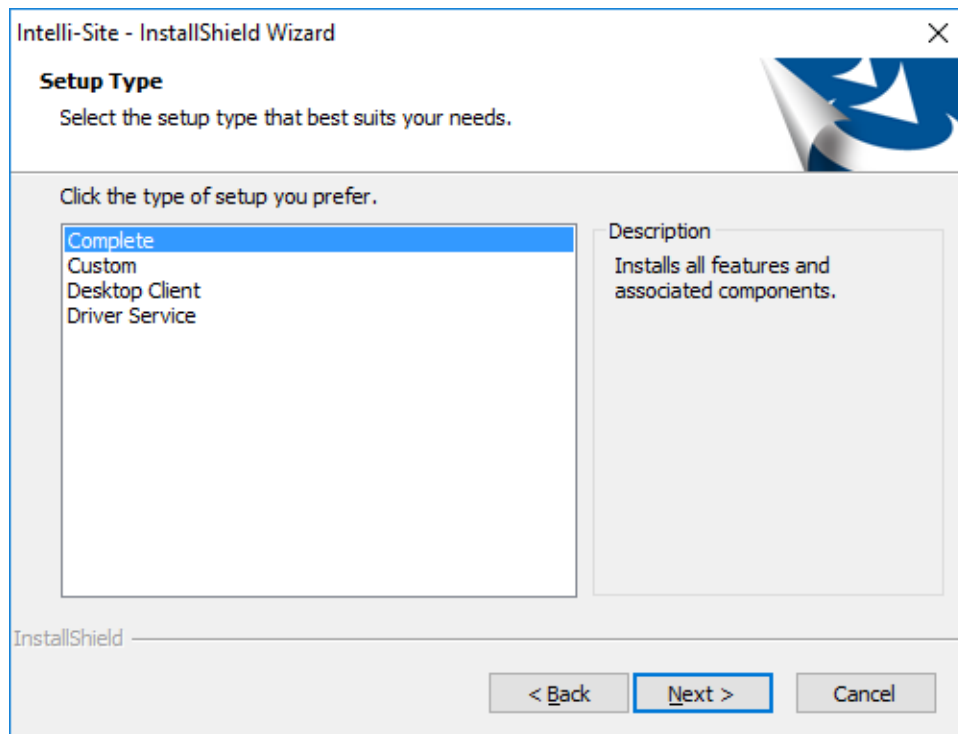 Intelli-Site - InstallShield Wizard
Setup Type
Select the setup type that best suits your needs.
Click the type of setup you prefer.
Complete
Custom
Desktop Client
Driver Service
Description
Installs all features and
associated components.
InstallShield
< Back
Next >
Cancel